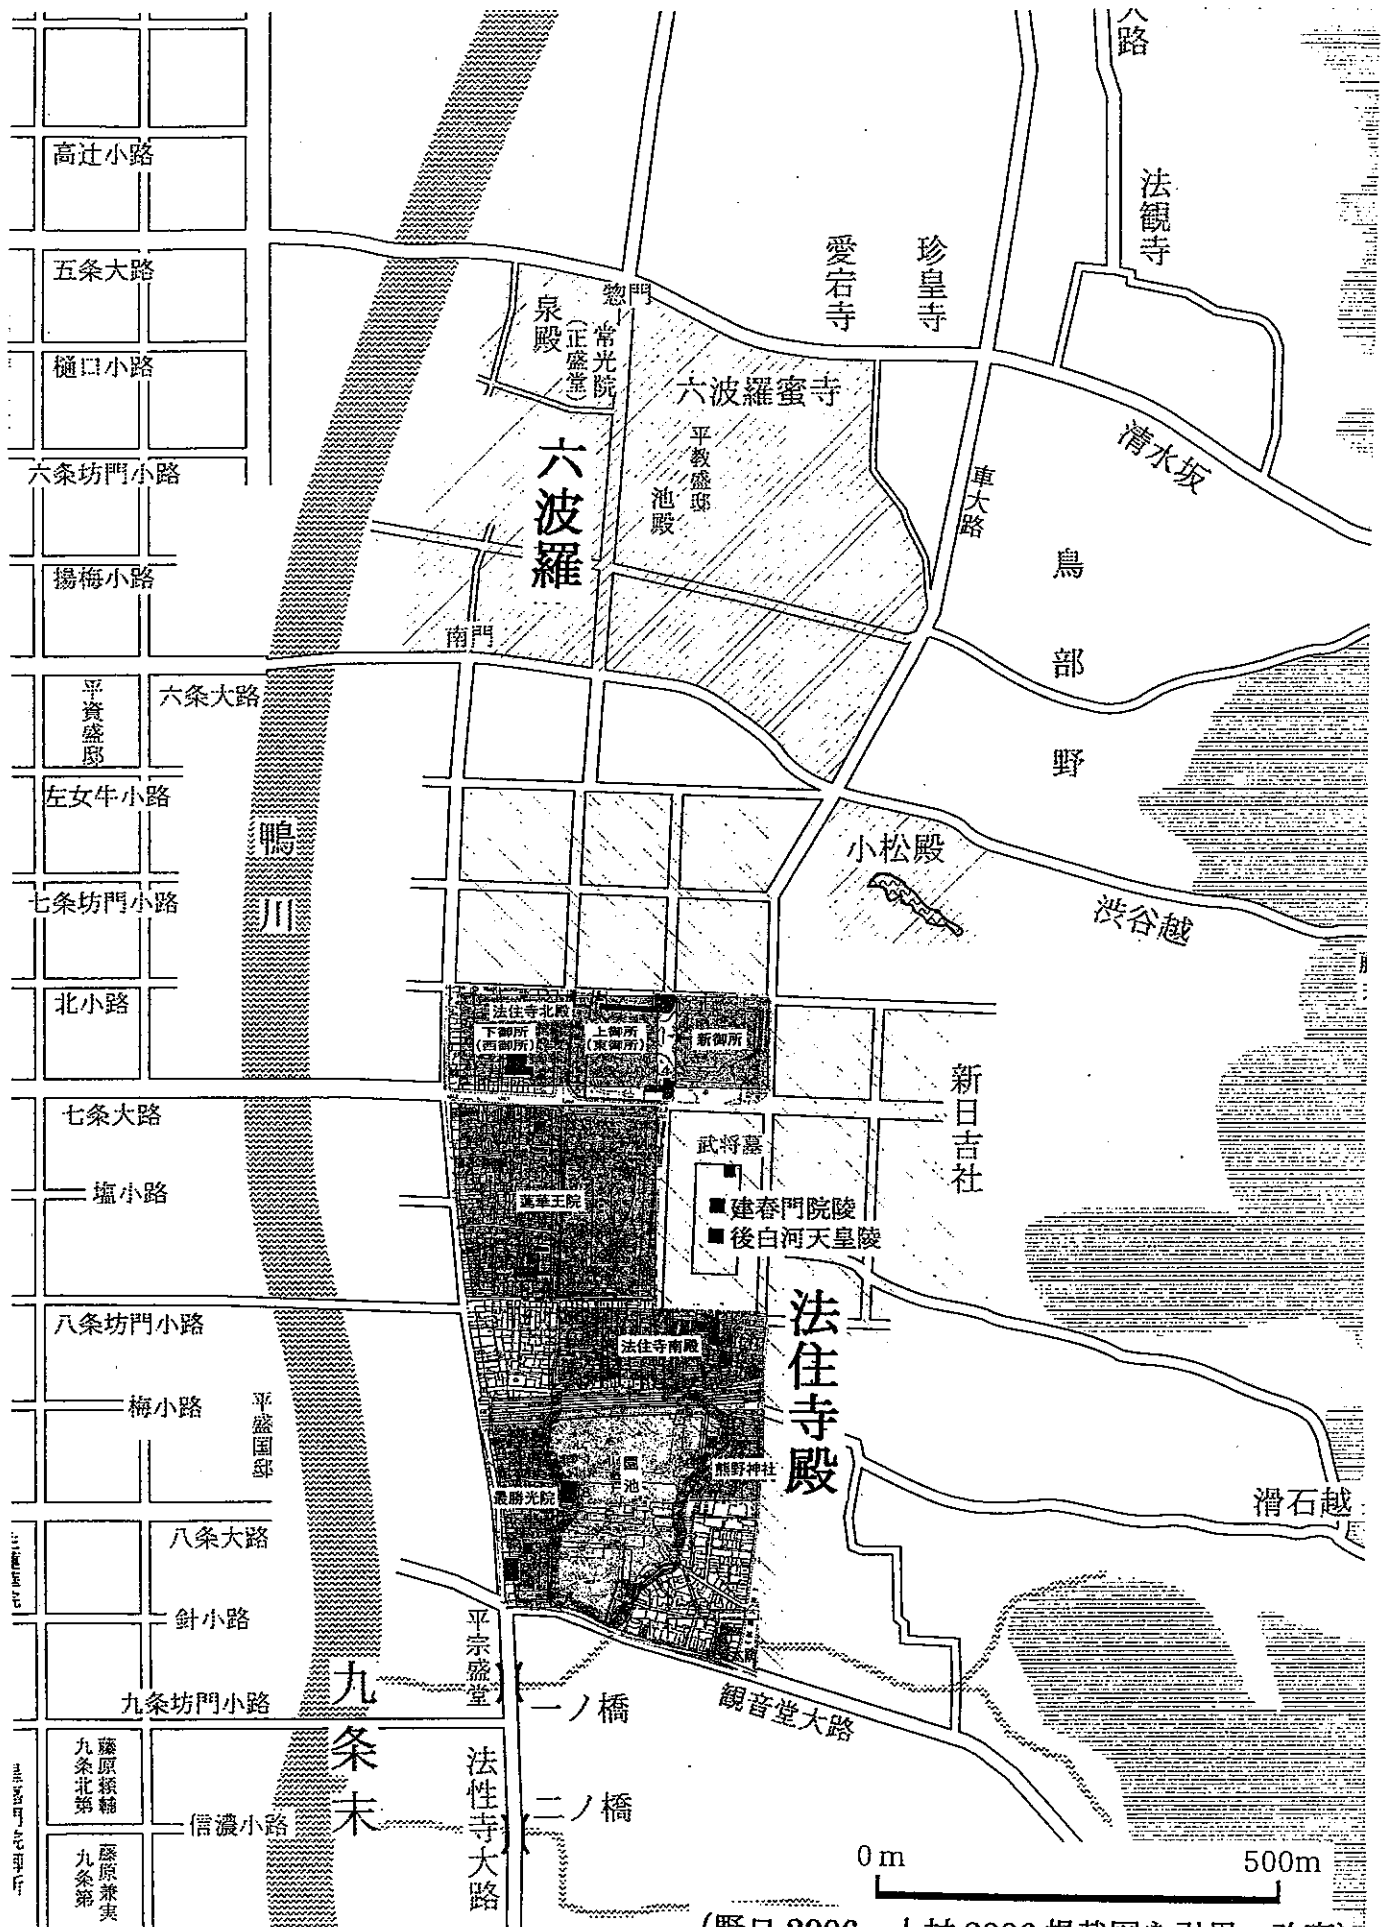 大路
高辻小路
法観寺
珍皇寺
愛宕寺
五条大路
惣門
泉殿
常光院
(正盛堂)
樋口小路
六波羅蜜寺
平教盛邸
池殿
清水坂
六条坊門小路
六波羅
車大路
鳥部野
揚梅小路
南門
六条大路
平資盛邸
左女牛小路
鴨川
小松殿
七条坊門小路
渋谷越
北小路
法住寺北殿
下御所
(西御所)
上御所
(東御所)
新御所
新日吉社
七条大路
武将墓
塩小路
蓮華王院
建春門院陵
後白河天皇陵
八条坊門小路
法住寺南殿
法住寺殿
梅小路
平盛国邸
園池
熊野神社
最勝光院
滑石越
八条大路
針小路
平宗盛堂
九条末
九条坊門小路
一ノ橋
観音堂大路
藤原頼輔
九条北第
法性寺大路
二ノ橋
信濃小路
藤原兼実
九条第
0m
500m